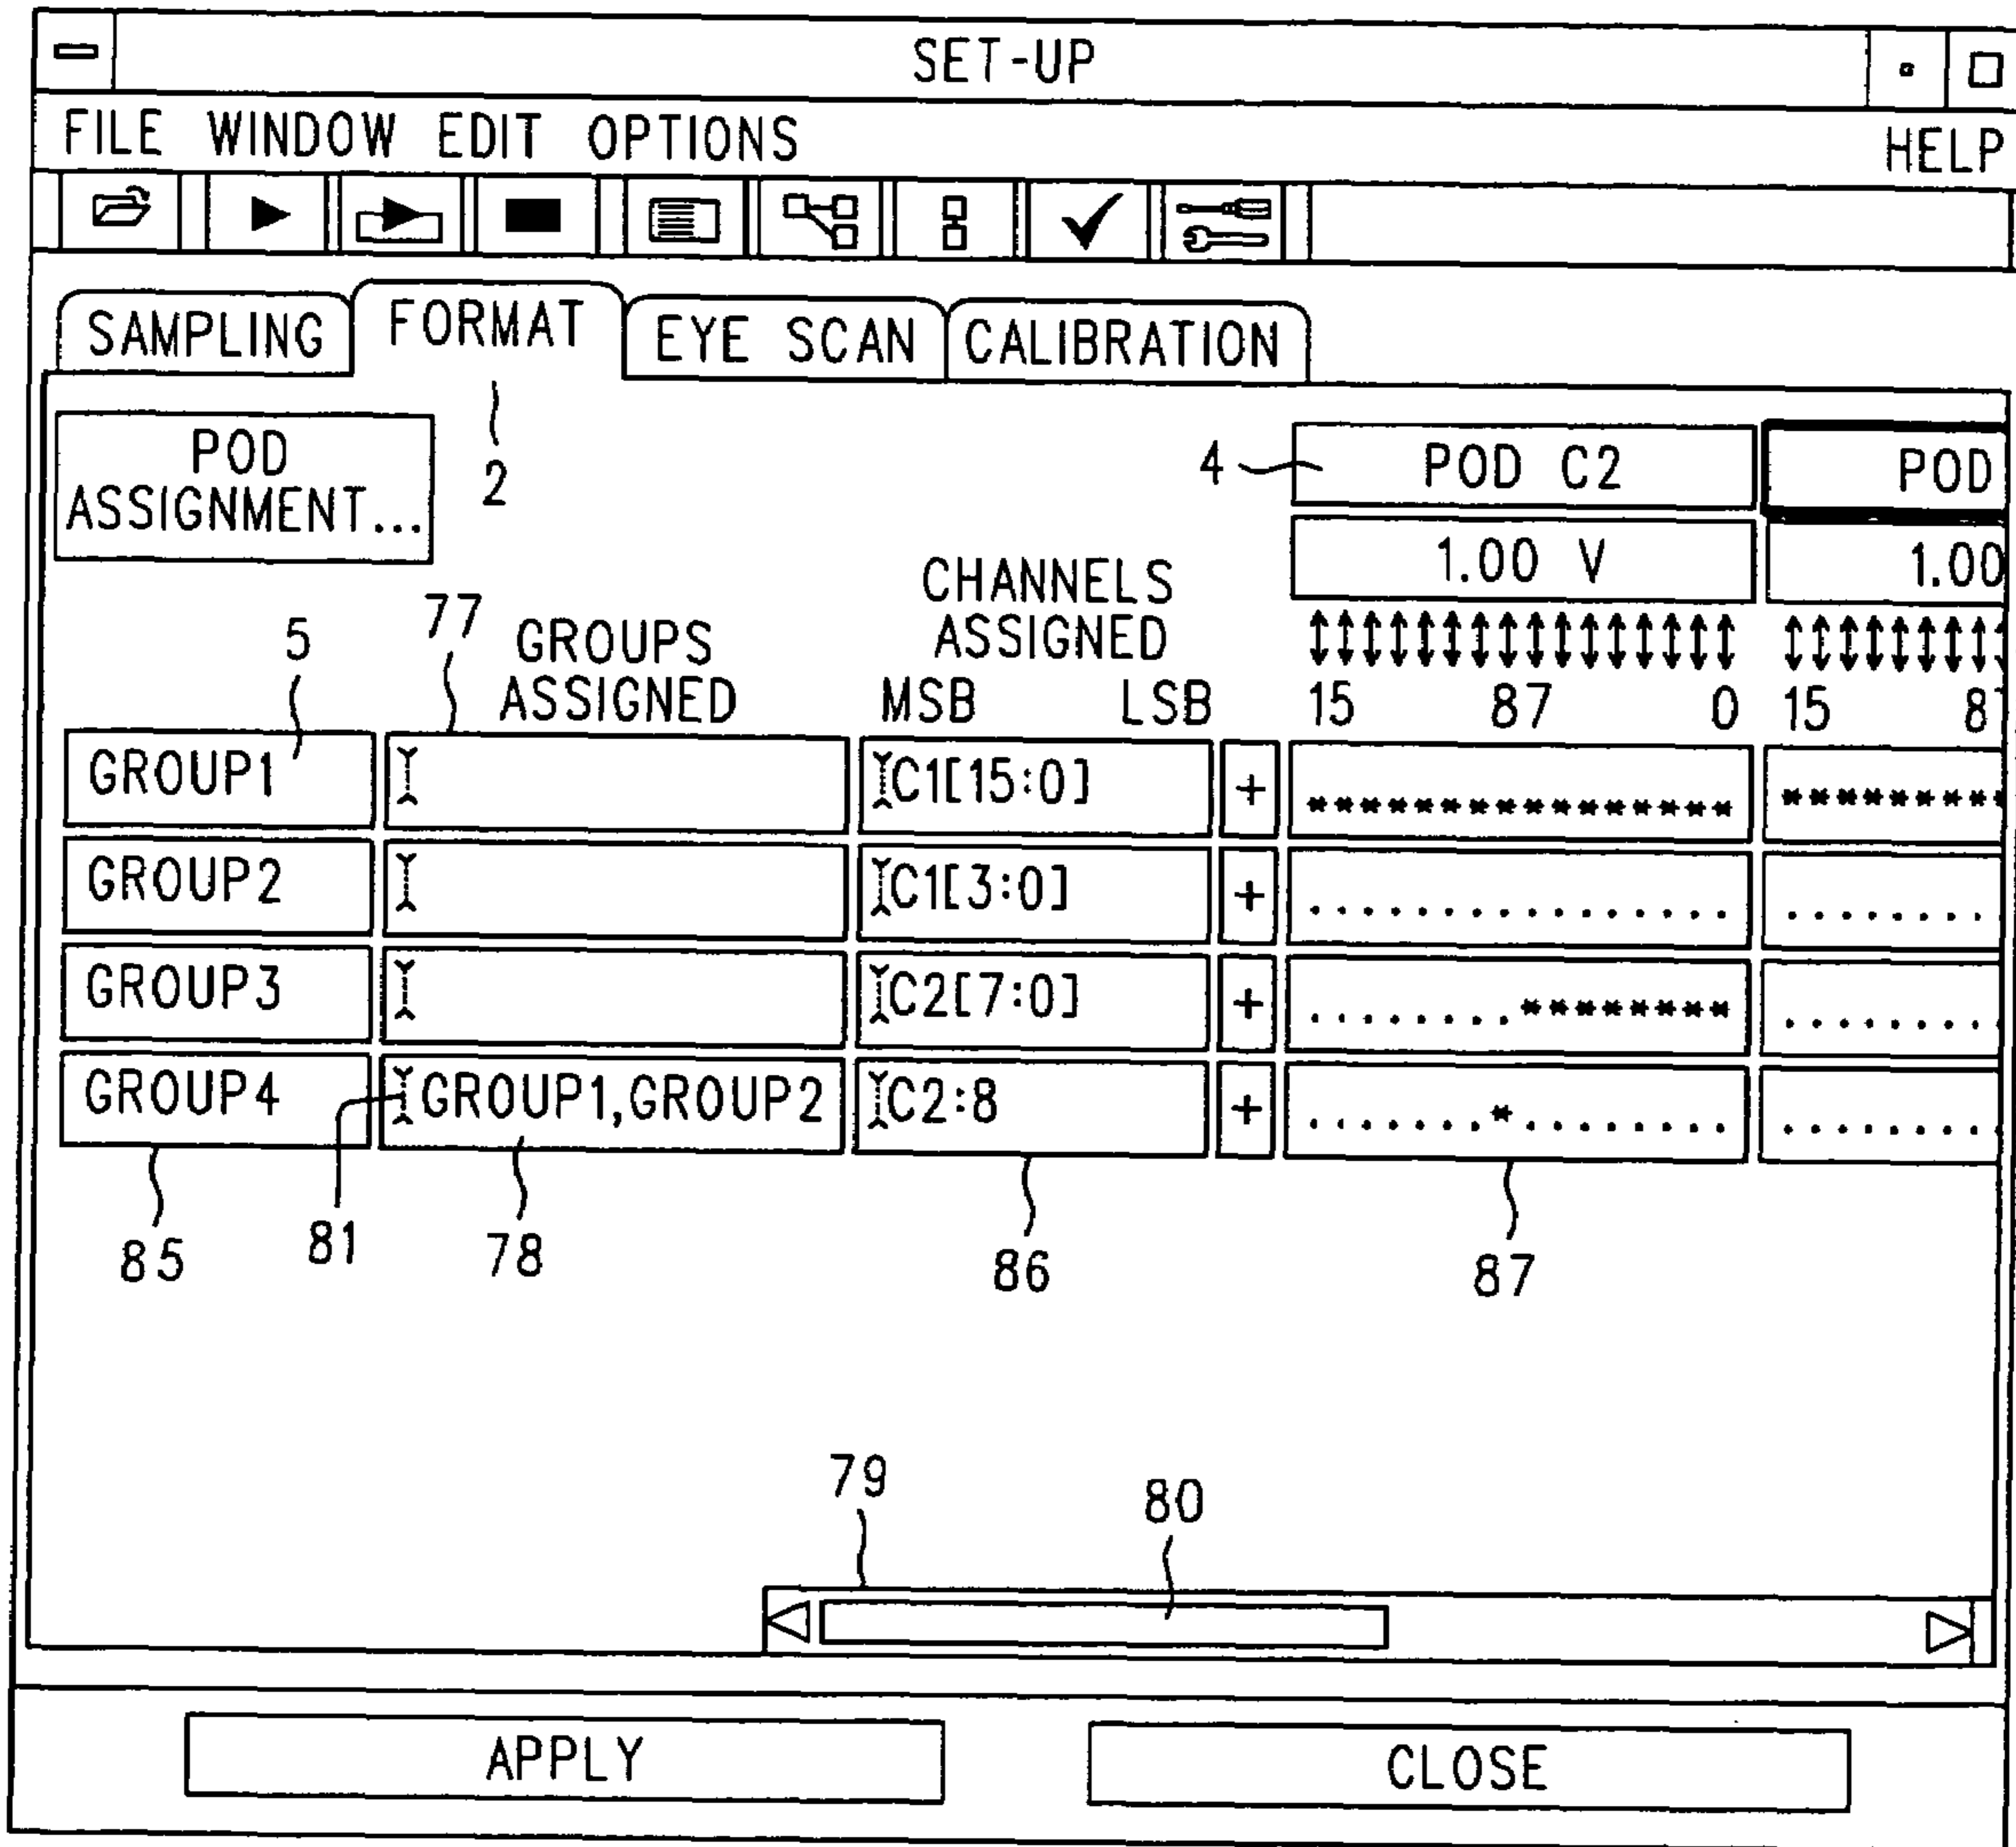 SET-UP
FILE WINDOW EDIT OPTIONS HELP
SAMPLING FORMAT EYE SCAN CALIBRATION
2
POD
ASSIGNMENT...
4 POD C2 POD
1.00 V 1.00
5 77 GROUPS
ASSIGNED
CHANNELS
ASSIGNED
MSB LSB 15 87 0 15 8
GROUP1 C1[15:0] + **************** ********
GROUP2 C1[3:0] + ................ ........
GROUP3 C2[7:0] + ........******** ........
GROUP4 GROUP1,GROUP2 C2:8 + .......*........ ........
85 81 78 86 87
79 80
APPLY CLOSE